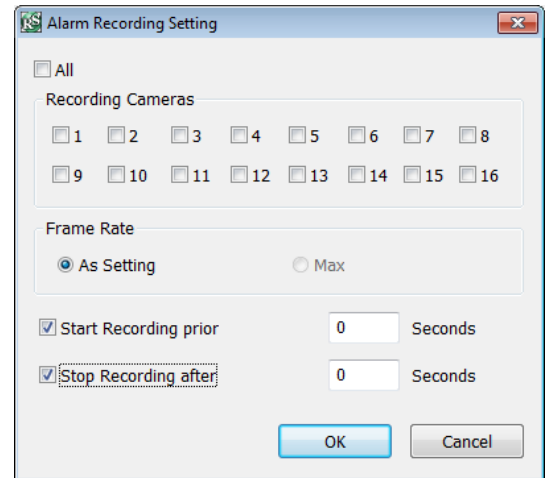 RS Alarm Recording Setting
All
Recording Cameras
1 2 3 4 5 6 7 8
9 10 11 12 13 14 15 16
Frame Rate
As Setting Max
Start Recording prior 0 Seconds
Stop Recording after 0 Seconds
OK Cancel